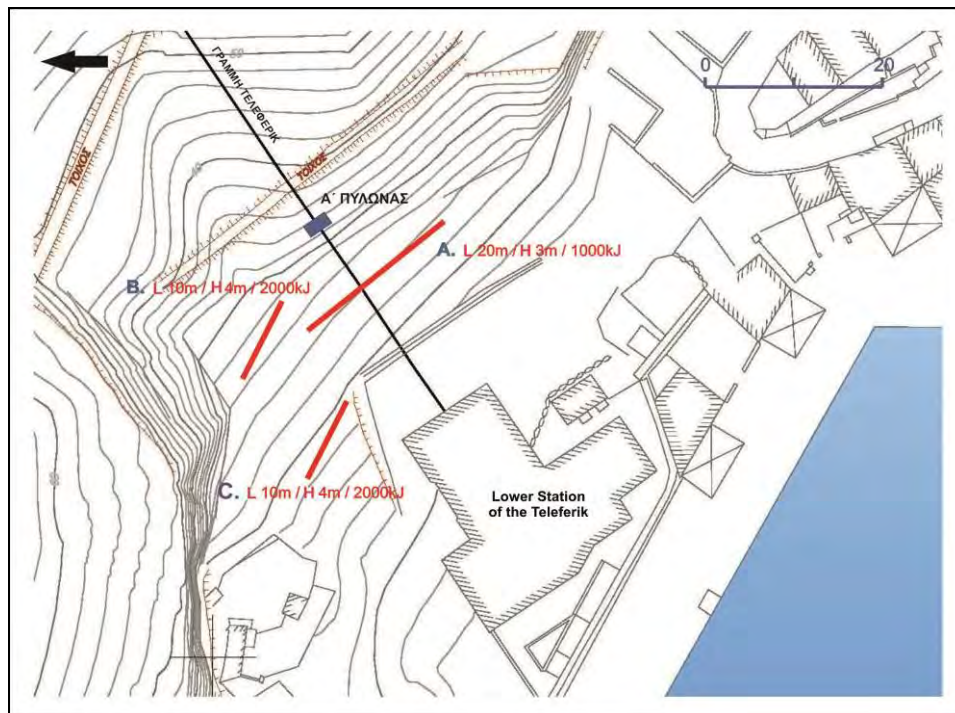 ΓΡΑΜΜΗ ΤΕΛΕΦΕΡΙΚ
0 20
ΤΟΙΧΟΣ
ΤΟΙΧΟΣ
Α΄ ΠΥΛΩΝΑΣ
A. L 20m / H 3m / 1000kJ
B. L 10m / H 4m / 2000kJ
C. L 10m / H 4m / 2000kJ
Lower Station
of the Teleferik